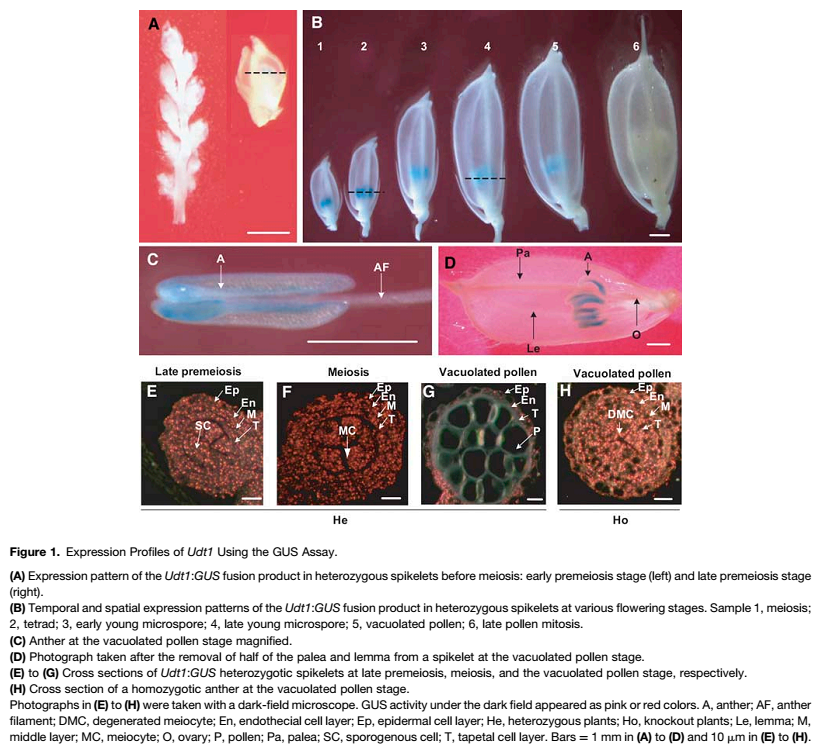 A
B
1 2 3 4 5 6
C
A
AF
D
Pa
A
Le
O
Late premeiosis Meiosis Vacuolated pollen Vacuolated pollen
E
Ep
En
M
SC
T
F
Ep
En
M
MC
T
G
Ep
En
T
P
H
Ep
En
DMC
M
T
He Ho
Figure 1. Expression Profiles of Udt1 Using the GUS Assay.
(A) Expression pattern of the Udt1:GUS fusion product in heterozygous spikelets before meiosis: early premeiosis stage (left) and late premeiosis stage
(right).
(B) Temporal and spatial expression patterns of the Udt1:GUS fusion product in heterozygous spikelets at various flowering stages. Sample 1, meiosis;
2, tetrad; 3, early young microspore; 4, late young microspore; 5, vacuolated pollen; 6, late pollen mitosis.
(C) Anther at the vacuolated pollen stage magnified.
(D) Photograph taken after the removal of half of the palea and lemma from a spikelet at the vacuolated pollen stage.
(E) to (G) Cross sections of Udt1:GUS heterozygotic spikelets at late premeiosis, meiosis, and the vacuolated pollen stage, respectively.
(H) Cross section of a homozygotic anther at the vacuolated pollen stage.
Photographs in (E) to (H) were taken with a dark-field microscope. GUS activity under the dark field appeared as pink or red colors. A, anther; AF, anther
filament; DMC, degenerated meiocyte; En, endothecial cell layer; Ep, epidermal cell layer; He, heterozygous plants; Ho, knockout plants; Le, lemma; M,
middle layer; MC, meiocyte; O, ovary; P, pollen; Pa, palea; SC, sporogenous cell; T, tapetal cell layer. Bars = 1 mm in (A) to (D) and 10 μm in (E) to (H).